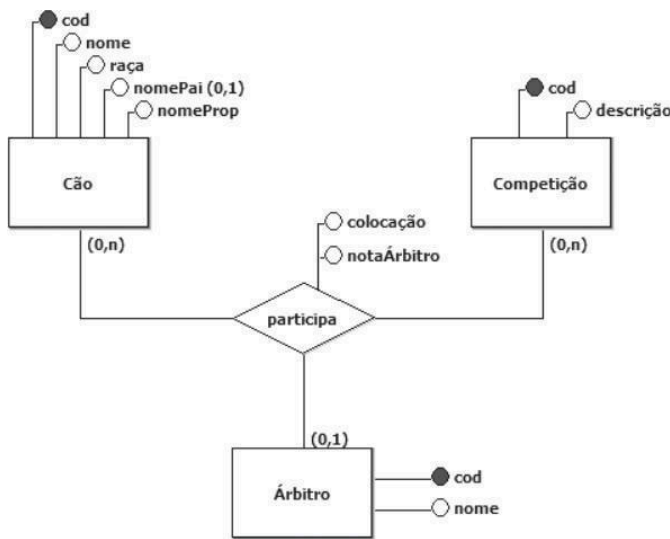 cod
nome
raça
nomePai (0,1)
nomeProp
Cão
(0,n)
cod
descrição
Competição
(0,n)
colocação
notaÁrbitro
participa
(0,1)
Árbitro
cod
nome